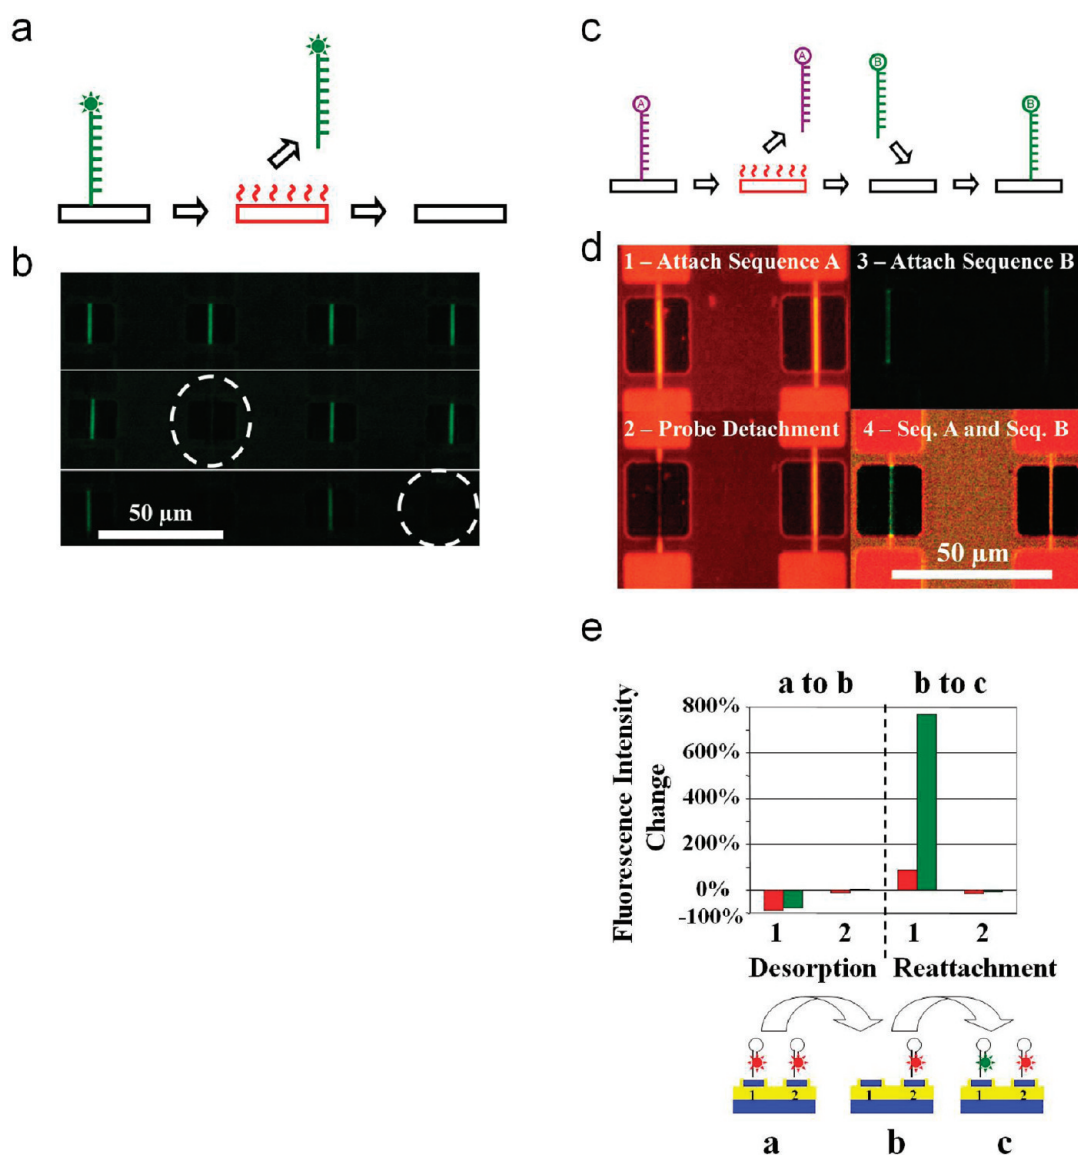 a
b
50 μm
c
A
A
B
B
d
1 – Attach Sequence A
3 – Attach Sequence B
2 – Probe Detachment
4 – Seq. A and Seq. B
50 μm
e
a to b
b to c
Fluorescence Intensity
Change
800%
600%
400%
200%
0%
-100%
1 2 1 2
Desorption Reattachment
1 2 1 2 1 2
a b c